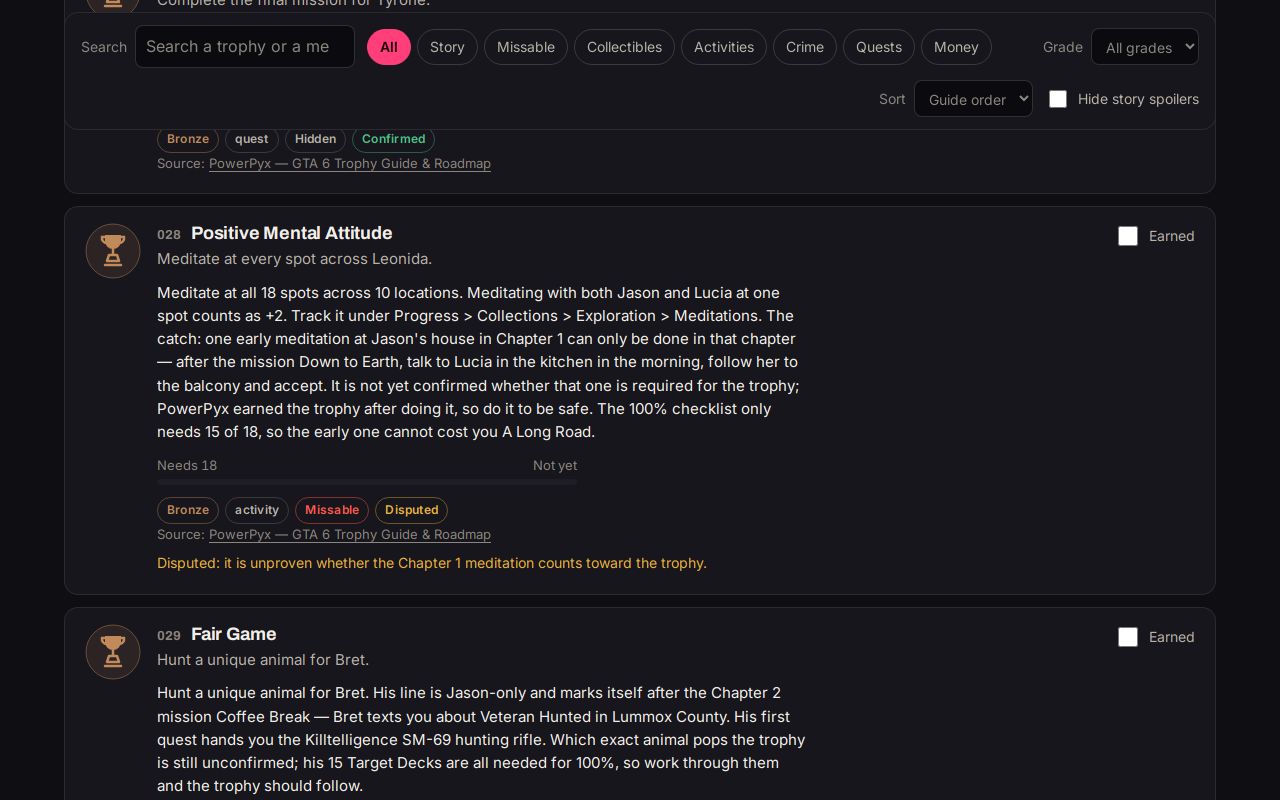 Complete the final mission for Tyrone.
Search Search a trophy or a me All Story Missable Collectibles Activities Crime Quests Money Grade All grades
Sort Guide order Hide story spoilers
Bronze quest Hidden Confirmed
Source: PowerPyx — GTA 6 Trophy Guide & Roadmap
028 Positive Mental Attitude Earned
Meditate at every spot across Leonida.
Meditate at all 18 spots across 10 locations. Meditating with both Jason and Lucia at one
spot counts as +2. Track it under Progress > Collections > Exploration > Meditations. The
catch: one early meditation at Jason's house in Chapter 1 can only be done in that chapter
— after the mission Down to Earth, talk to Lucia in the kitchen in the morning, follow her to
the balcony and accept. It is not yet confirmed whether that one is required for the trophy;
PowerPyx earned the trophy after doing it, so do it to be safe. The 100% checklist only
needs 15 of 18, so the early one cannot cost you A Long Road.
Needs 18 Not yet
Bronze activity Missable Disputed
Source: PowerPyx — GTA 6 Trophy Guide & Roadmap
Disputed: it is unproven whether the Chapter 1 meditation counts toward the trophy.
029 Fair Game Earned
Hunt a unique animal for Bret.
Hunt a unique animal for Bret. His line is Jason-only and marks itself after the Chapter 2
mission Coffee Break — Bret texts you about Veteran Hunted in Lummox County. His first
quest hands you the Killtelligence SM-69 hunting rifle. Which exact animal pops the trophy
is still unconfirmed; his 15 Target Decks are all needed for 100%, so work through them
and the trophy should follow.